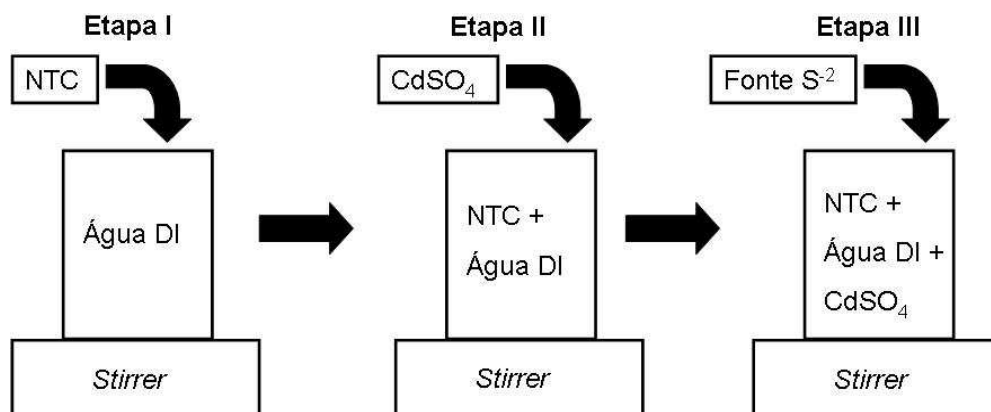 Etapa I
NTC
Água DI
Stirrer
Etapa II
CdSO₄
NTC +
Água DI
Stirrer
Etapa III
Fonte S⁻²
NTC +
Água DI +
CdSO₄
Stirrer